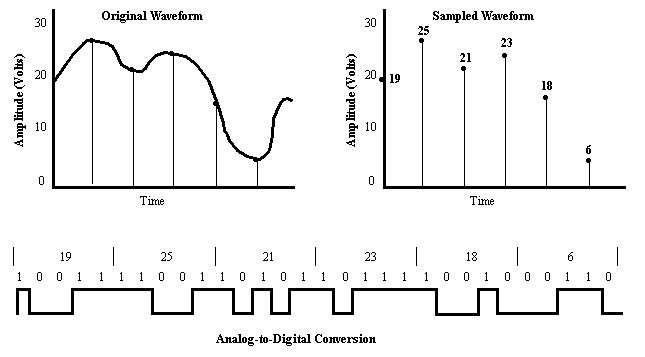 Original Waveform
30
20
10
0
Amplitude (Volts)
Time
Sampled Waveform
30
20
10
0
Amplitude (Volts)
19
25
21
23
18
6
Time
19 25 21 23 18 6
1 0 0 1 1 1 1 0 0 1 1 0 1 0 1 1 0 1 1 1 1 0 0 1 0 0 0 1 1 0
Analog-to-Digital Conversion